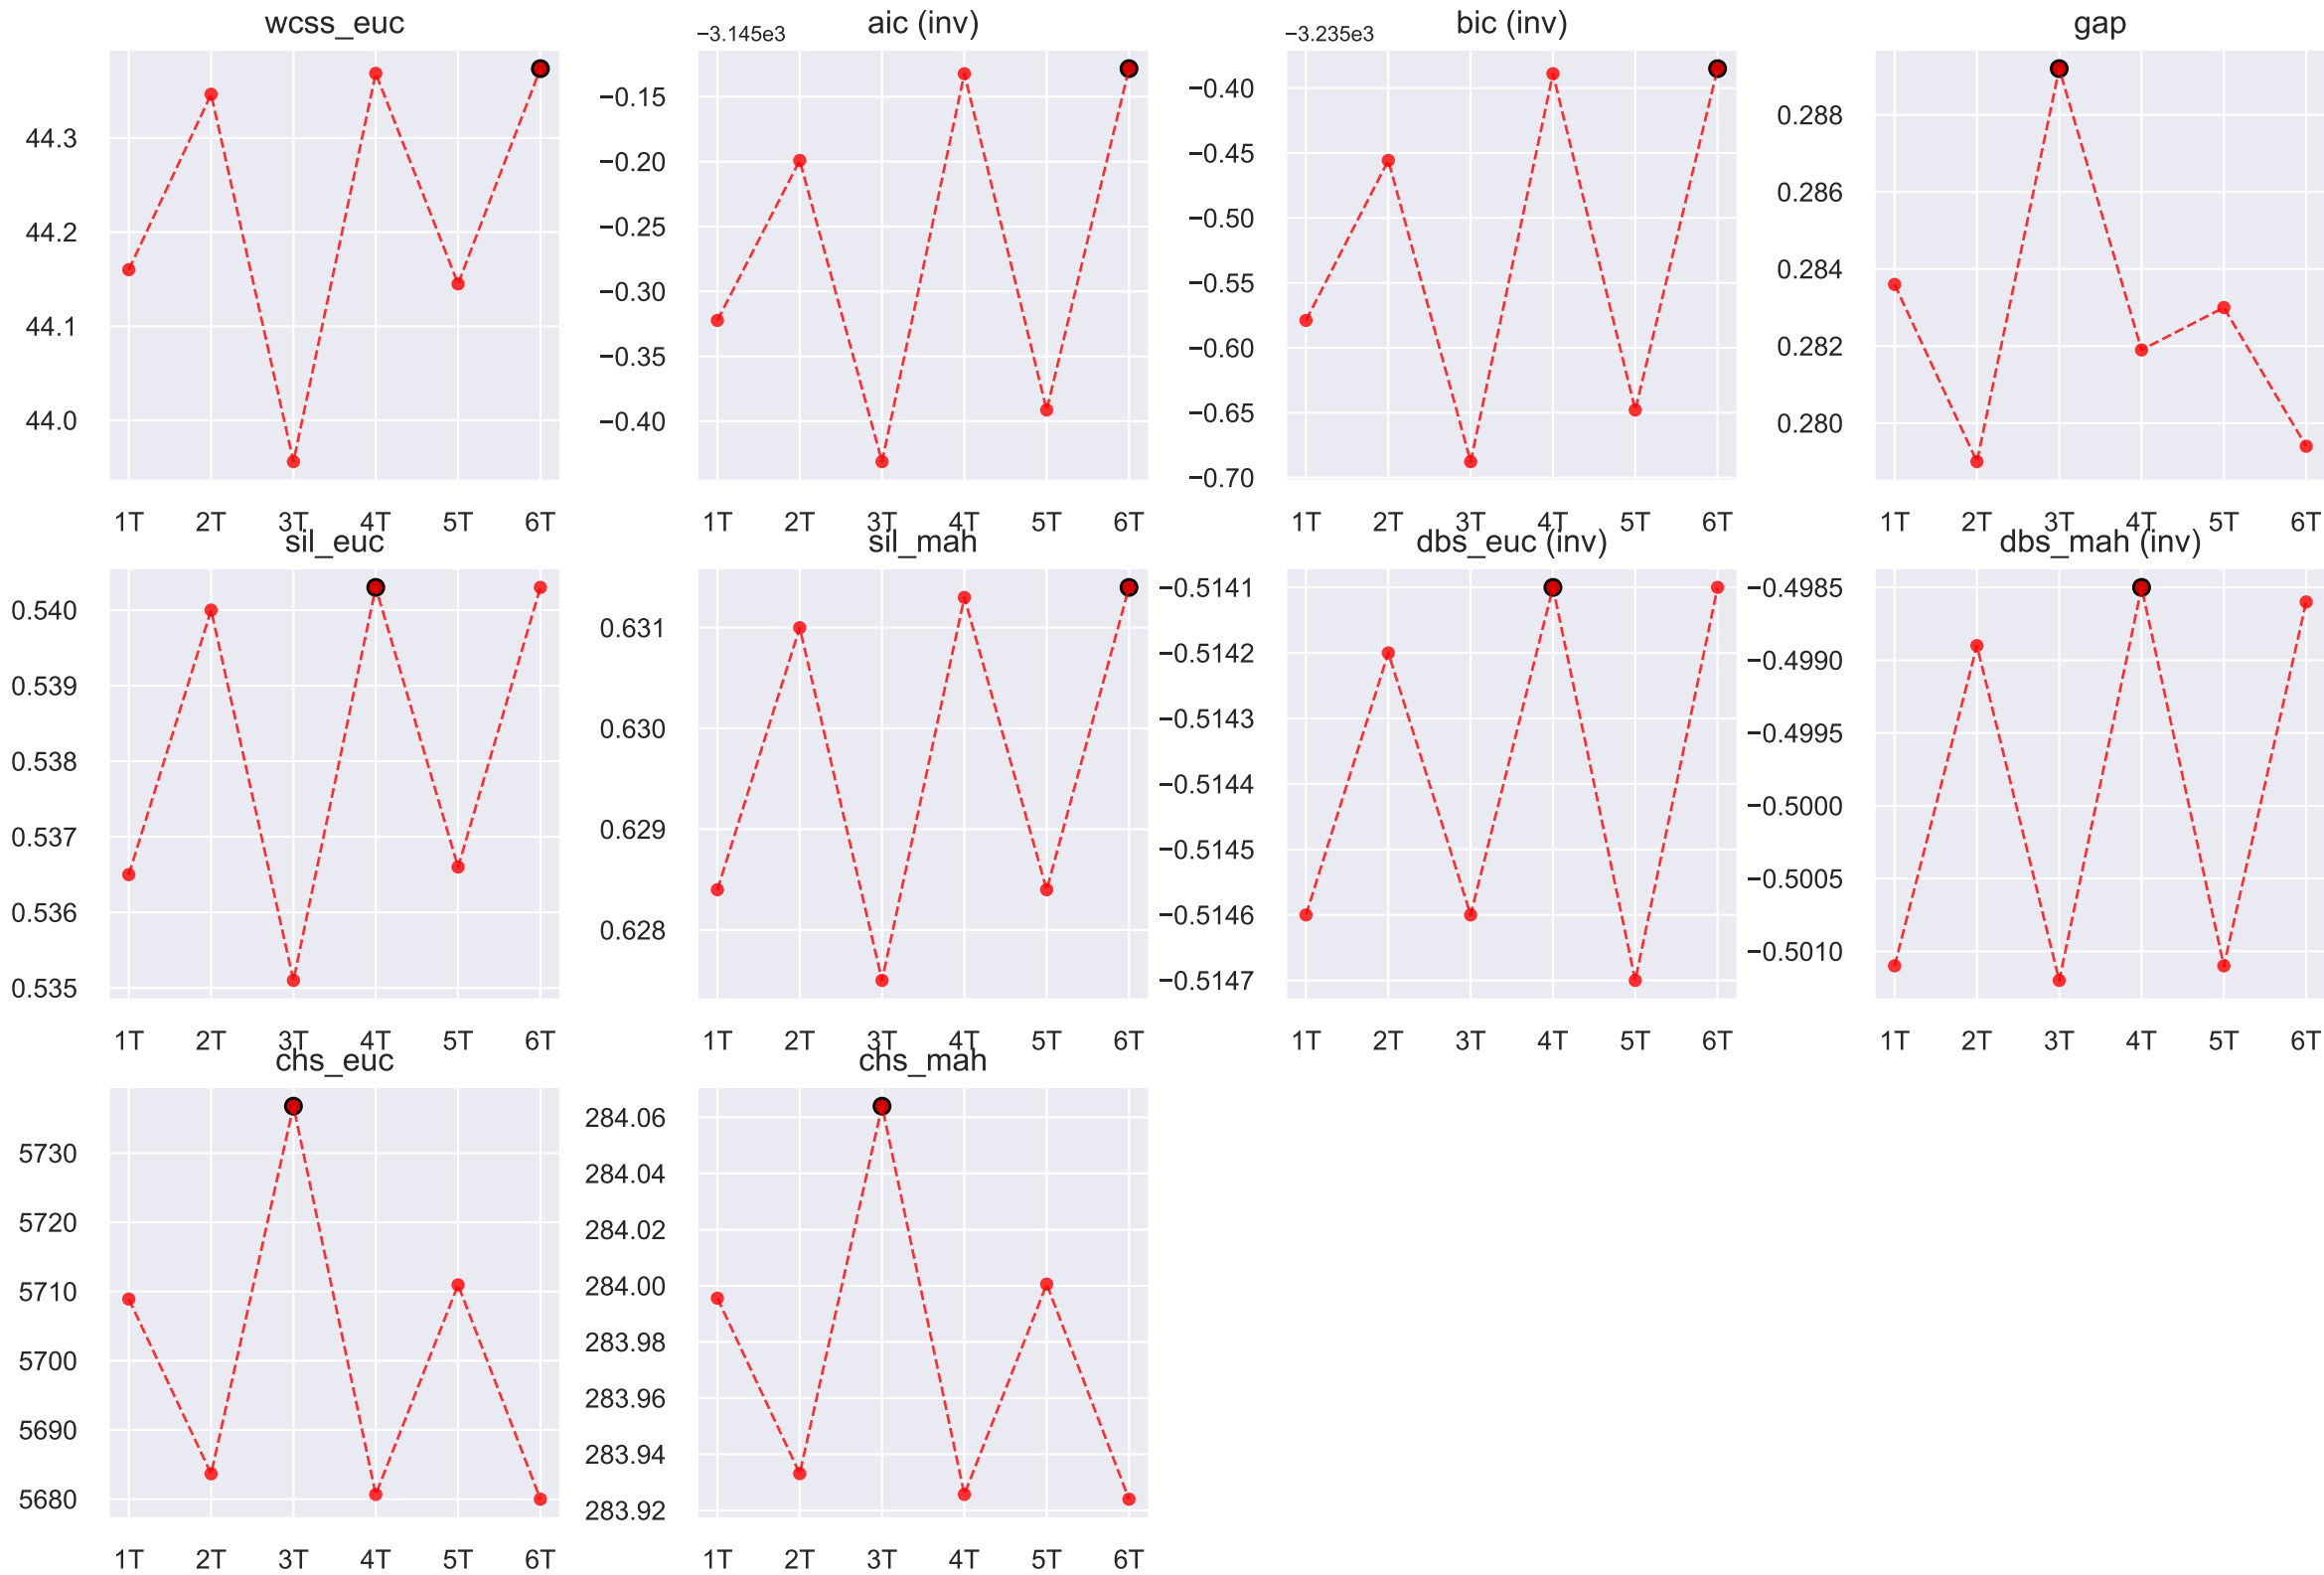 wcss_euc
44.3
44.2
44.1
44.0
1T 2T 3T 4T 5T 6T
aic (inv)
−3.145e3
−0.15
−0.20
−0.25
−0.30
−0.35
−0.40
1T 2T 3T 4T 5T 6T
bic (inv)
−3.235e3
−0.40
−0.45
−0.50
−0.55
−0.60
−0.65
−0.70
1T 2T 3T 4T 5T 6T
gap
0.288
0.286
0.284
0.282
0.280
1T 2T 3T 4T 5T 6T
sil_euc
0.540
0.539
0.538
0.537
0.536
0.535
1T 2T 3T 4T 5T 6T
sil_mah
0.631
0.630
0.629
0.628
1T 2T 3T 4T 5T 6T
dbs_euc (inv)
−0.5141
−0.5142
−0.5143
−0.5144
−0.5145
−0.5146
−0.5147
1T 2T 3T 4T 5T 6T
dbs_mah (inv)
−0.4985
−0.4990
−0.4995
−0.5000
−0.5005
−0.5010
1T 2T 3T 4T 5T 6T
chs_euc
5730
5720
5710
5700
5690
5680
1T 2T 3T 4T 5T 6T
chs_mah
284.06
284.04
284.02
284.00
283.98
283.96
283.94
283.92
1T 2T 3T 4T 5T 6T